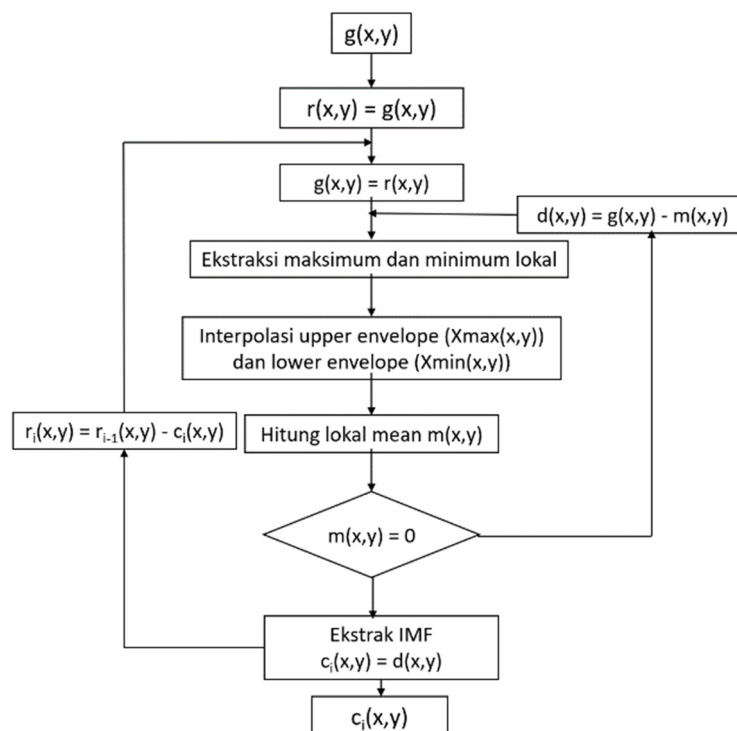 g(x,y)
r(x,y) = g(x,y)
g(x,y) = r(x,y)
d(x,y) = g(x,y) - m(x,y)
Ekstraksi maksimum dan minimum lokal
Interpolasi upper envelope (Xmax(x,y))
dan lower envelope (Xmin(x,y))
rᵢ(x,y) = rᵢ₋₁(x,y) - cᵢ(x,y)
Hitung lokal mean m(x,y)
m(x,y) = 0
Ekstrak IMF
cᵢ(x,y) = d(x,y)
cᵢ(x,y)